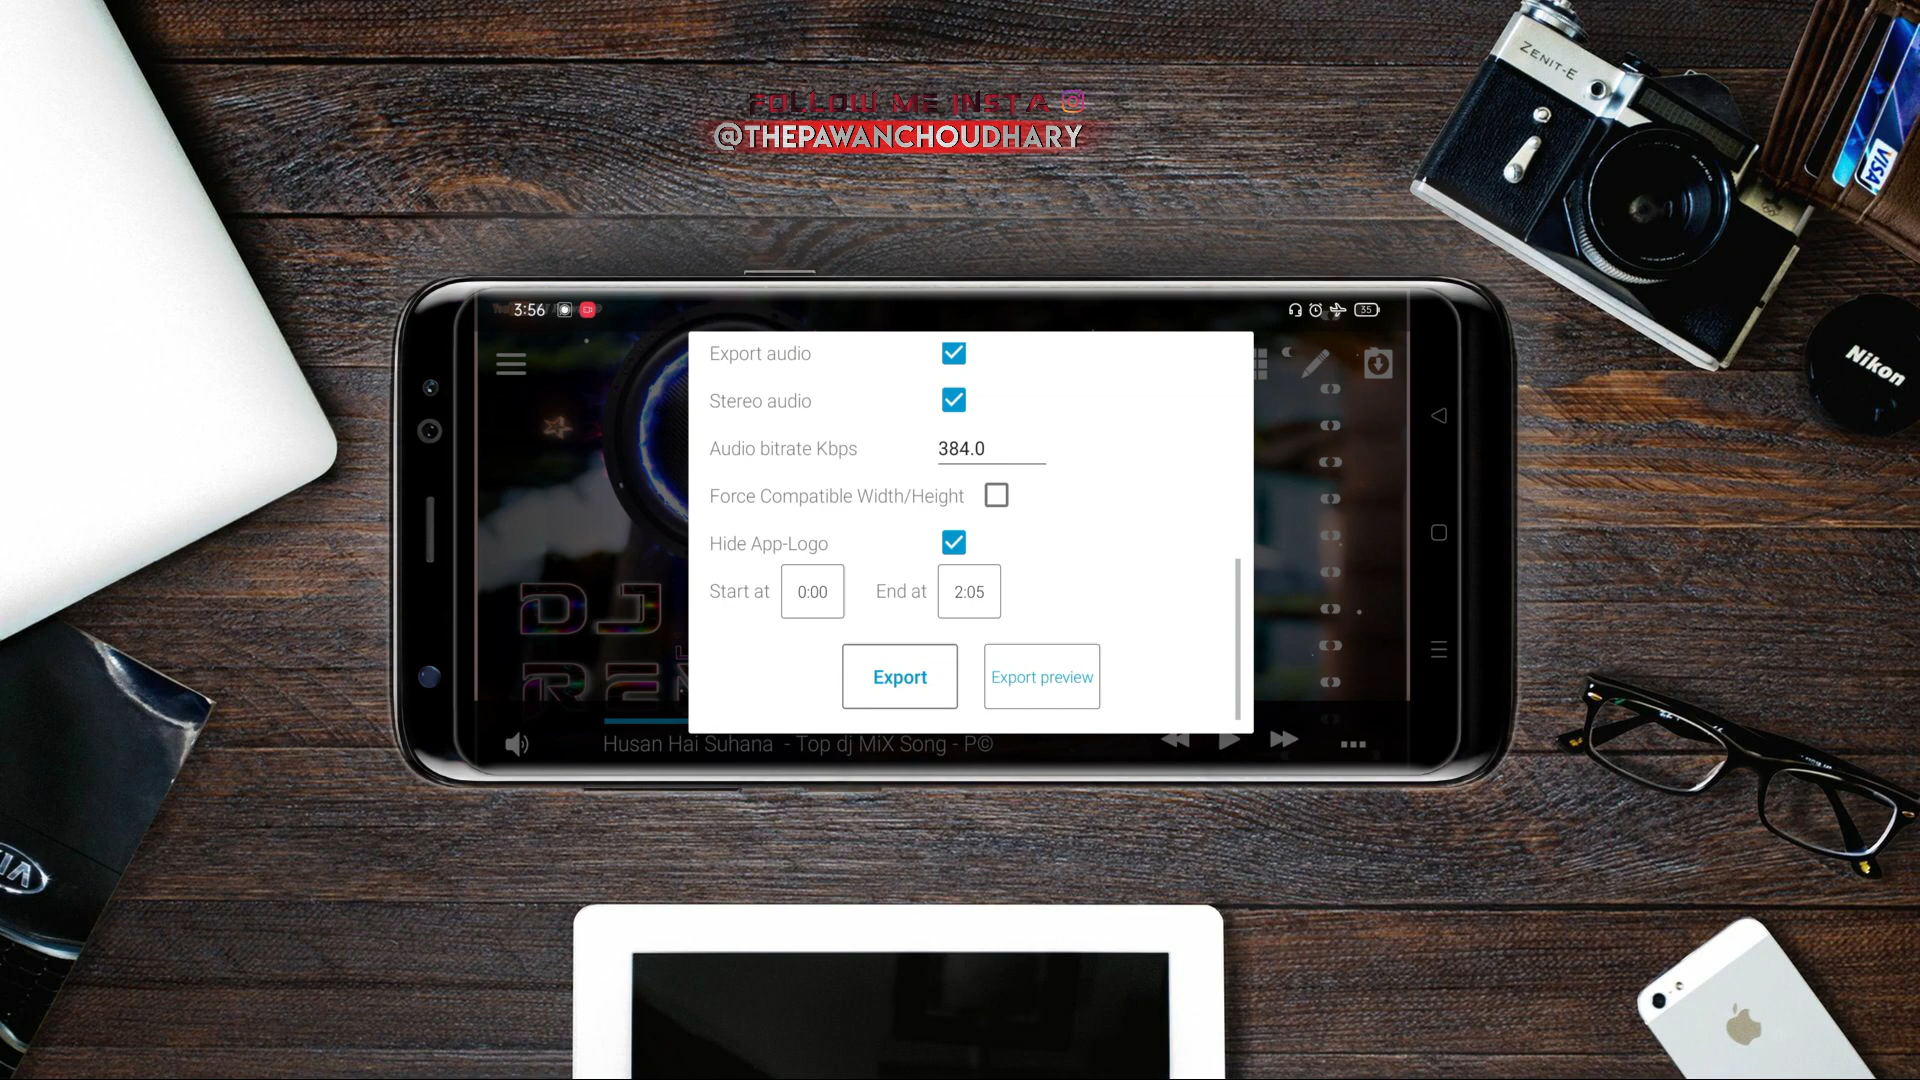 FOLLOW ME INSTA
@THEPAWANCHOUDHARY
ZENIT-E
VISA
Nikon
3:56
35
Export audio
Stereo audio
Audio bitrate Kbps 384.0
Force Compatible Width/Height
Hide App-Logo
Start at 0:00 End at 2:05
Export Export preview
DJ
Husan Hai Suhana - Top dj MiX Song - P©